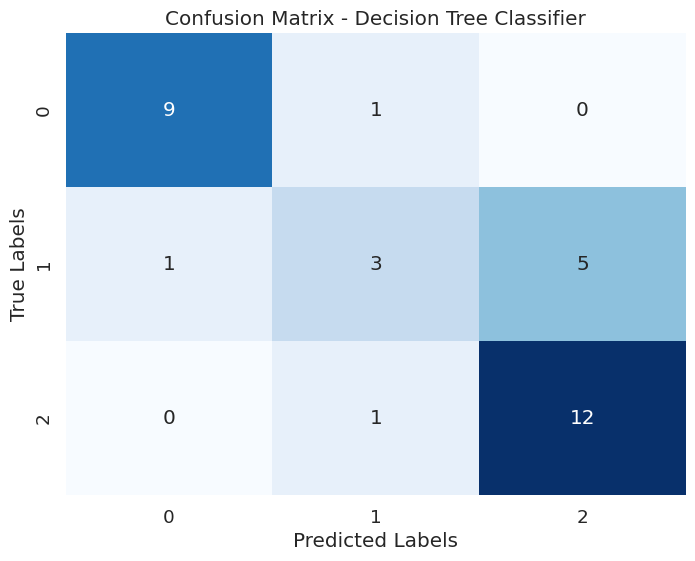 Confusion Matrix - Decision Tree Classifier
True Labels
0
9 1 0
1
1 3 5
2
0 1 12
0 1 2
Predicted Labels